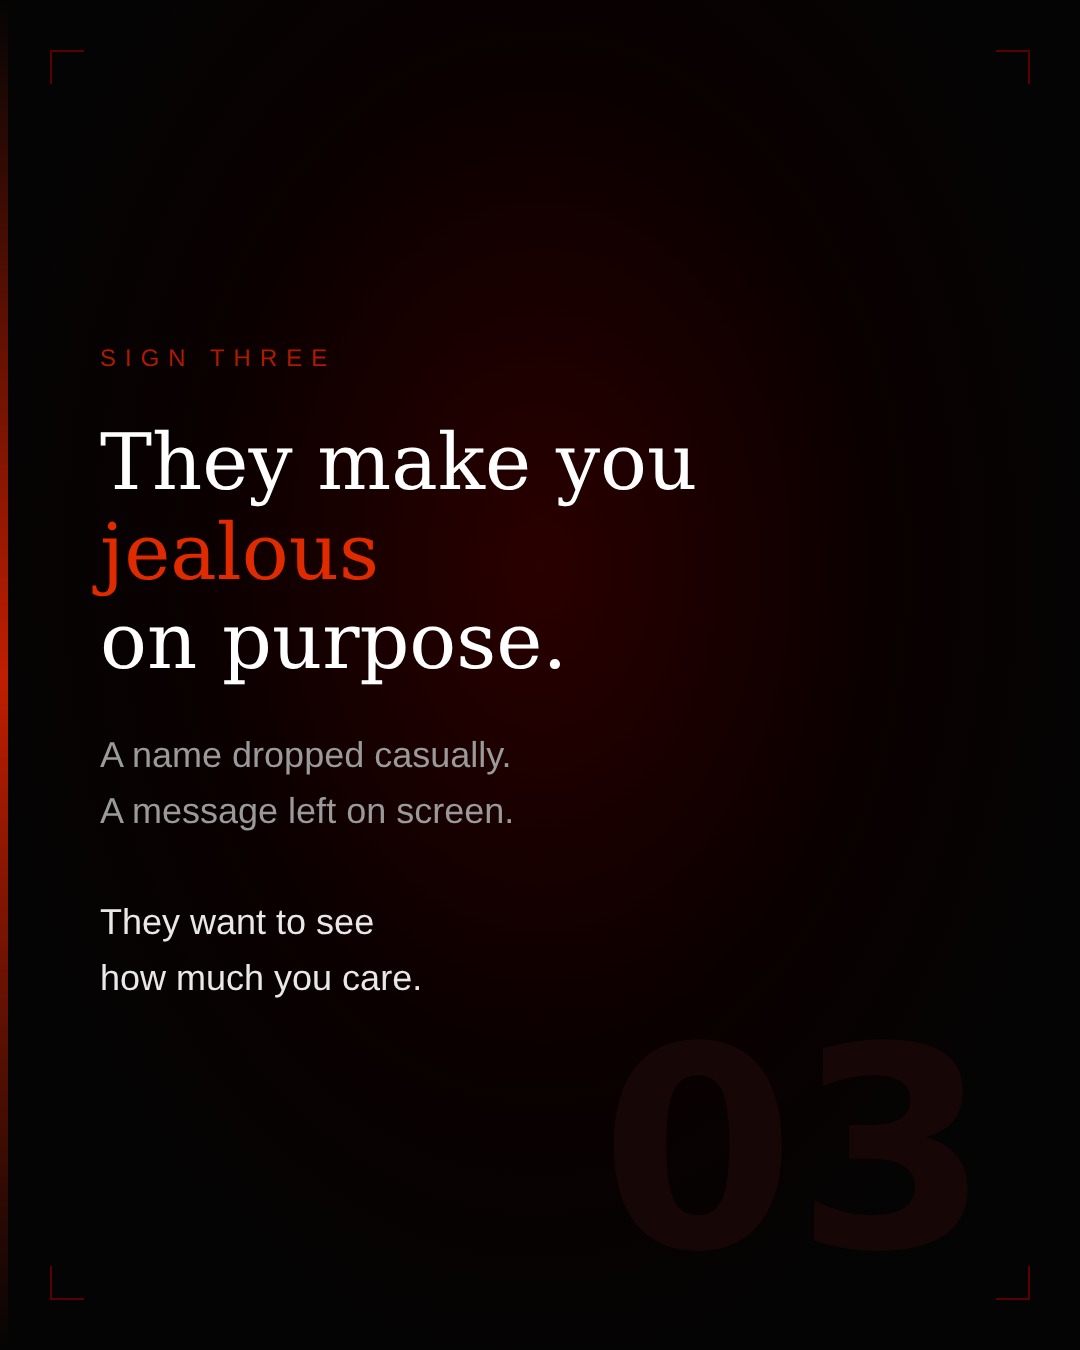 SIGN THREE
They make you
jealous
on purpose.
A name dropped casually.
A message left on screen.
They want to see
how much you care.
03